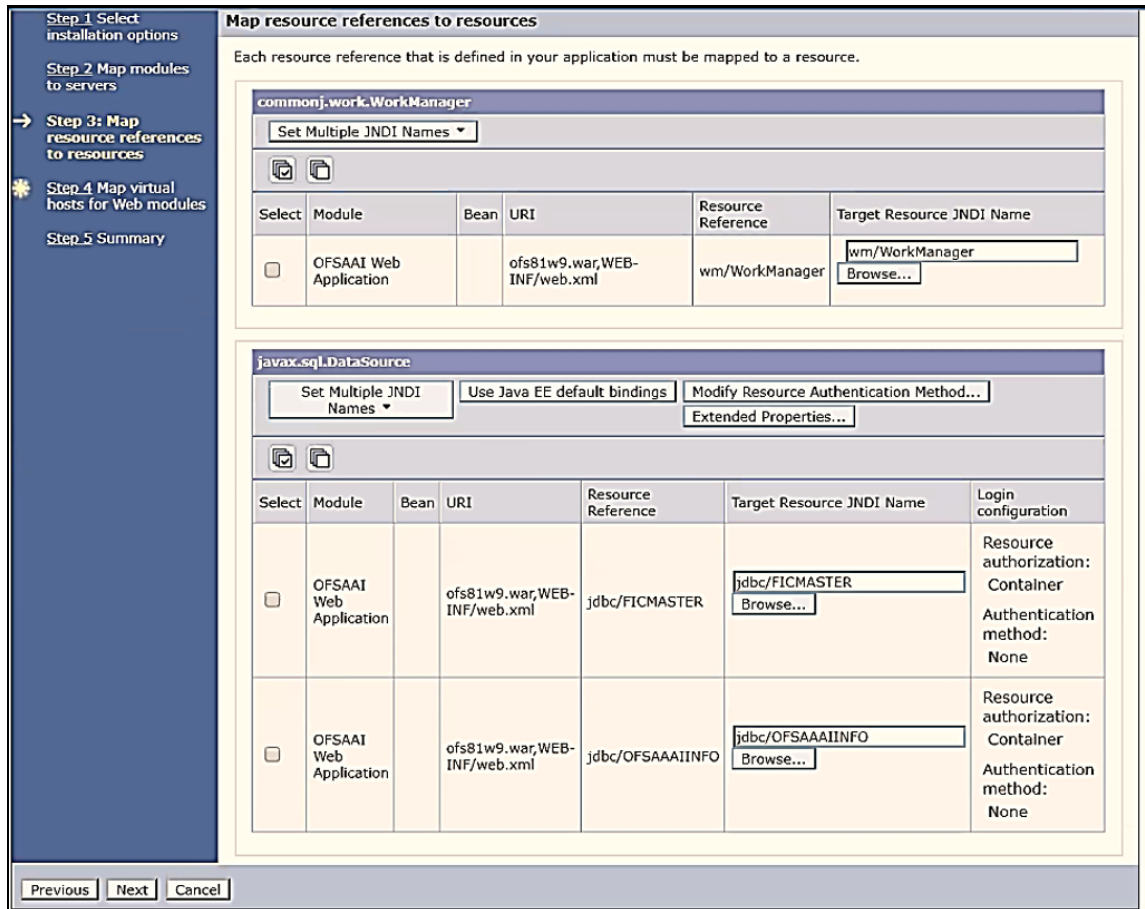 Step 1 Select
installation options
Step 2 Map modules
to servers
Step 3: Map
resource references
to resources
Step 4 Map virtual
hosts for Web modules
Step 5 Summary
Map resource references to resources
Each resource reference that is defined in your application must be mapped to a resource.
commonj.work.WorkManager
Set Multiple JNDI Names
Select Module Bean URI Resource Reference Target Resource JNDI Name
OFSAAI Web Application ofs81w9.war,WEB-INF/web.xml wm/WorkManager wm/WorkManager
Browse...
javax.sql.DataSource
Set Multiple JNDI Names Use Java EE default bindings Modify Resource Authentication Method...
Extended Properties...
Select Module Bean URI Resource Reference Target Resource JNDI Name Login configuration
OFSAAI Web Application ofs81w9.war,WEB-INF/web.xml jdbc/FICMASTER jdbc/FICMASTER
Browse...
Resource
authorization:
Container
Authentication
method:
None
OFSAAI Web Application ofs81w9.war,WEB-INF/web.xml jdbc/OFSAAAIINFO jdbc/OFSAAAIINFO
Browse...
Resource
authorization:
Container
Authentication
method:
None
Previous Next Cancel